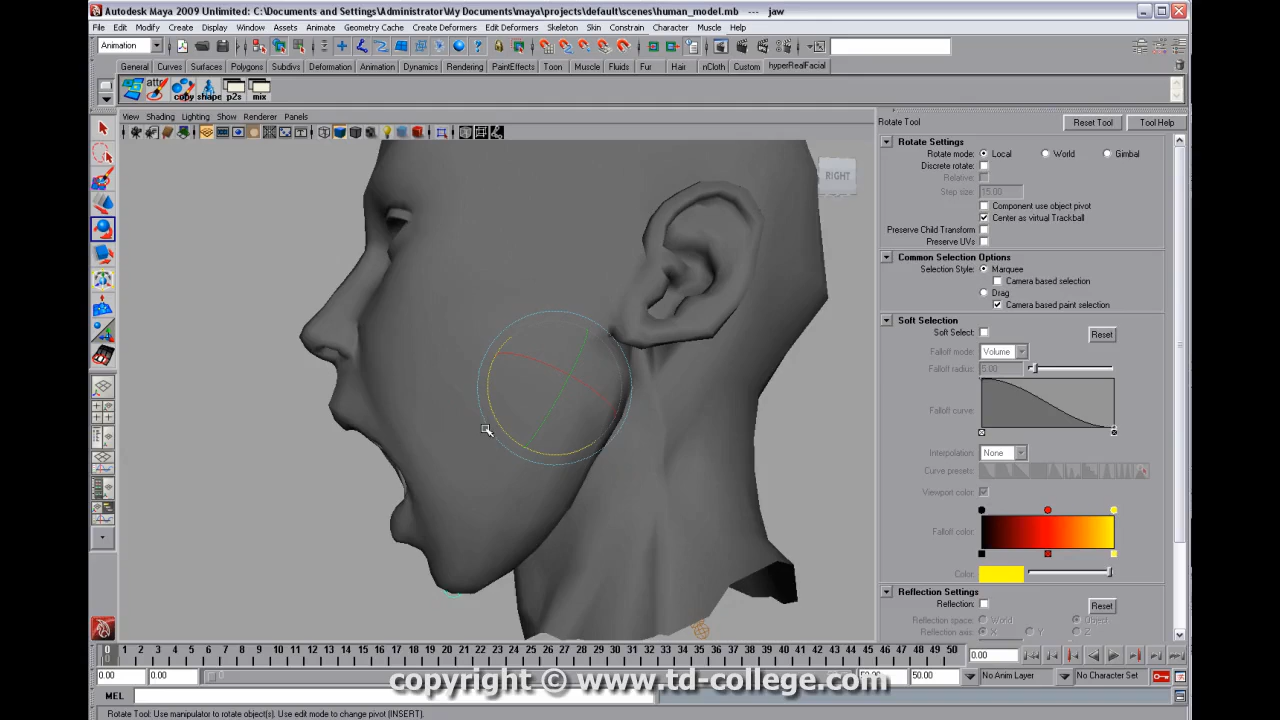 Autodesk Maya 2009 Unlimited: C:\Documents and Settings\Administrator\My Documents\maya\projects\default\scenes\human_model.mb --- jaw
File Edit Modify Create Display Window Assets Animate Geometry Cache Create Deformers Edit Deformers Skeleton Skin Constrain Character Muscle Help
Animation
General Curves Surfaces Polygons Subdivs Deformation Animation Dynamics Rendering PaintEffects Toon Muscle Fluids Fur Hair nCloth Custom hyperRealFacial
attr
copy shape p2s mix
View Shading Lighting Show Renderer Panels
RIGHT
Rotate Tool Reset Tool Tool Help
Rotate Settings
Rotate mode: Local World Gimbal
Discrete rotate:
Relative:
Step size: 15.00
Component use object pivot
Center as virtual Trackball
Preserve Child Transform
Preserve UVs
Common Selection Options
Selection Style: Marquee
Camera based selection
Drag
Camera based paint selection
Soft Selection
Soft Select: Reset
Falloff mode: Volume
Falloff radius: 5.00
Falloff curve:
Interpolation: None
Curve presets:
Viewport color:
Falloff color:
Color:
Reflection Settings
Reflection: Reset
Reflection space: World Object
Reflection axis: X Y Z
0 1 2 3 4 5 6 7 8 9 10 11 12 13 14 15 16 17 18 19 20 21 22 23 24 25 26 27 28 29 30 31 32 33 34 35 36 37 38 39 40 41 42 43 44 45 46 47 48 49 50 0.00
0.00 0.00 50.00 No Anim Layer No Character Set
copyright © www.td-college.com
MEL
Rotate Tool: Use manipulator to rotate object(s). Use edit mode to change pivot (INSERT).